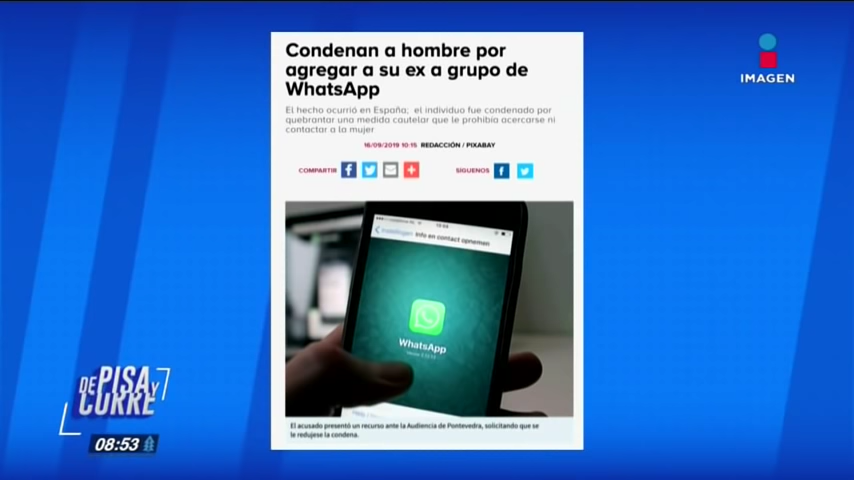 Condenan a hombre por
agregar a su ex a grupo de
WhatsApp
El hecho ocurrió en España; el individuo fue condenado por
quebrantar una medida cautelar que le prohibía acercarse ni
contactar a la mujer
16/09/2019 10:15 REDACCIÓN / PIXABAY
COMPARTIR
SÍGUENOS
IMAGEN
Instellingen Info en contact opnemen
WhatsApp
El acusado presentó un recurso ante la Audiencia de Pontevedra, solicitando que se
le redujese la condena.
DE PISA Y
CORRE
08:53